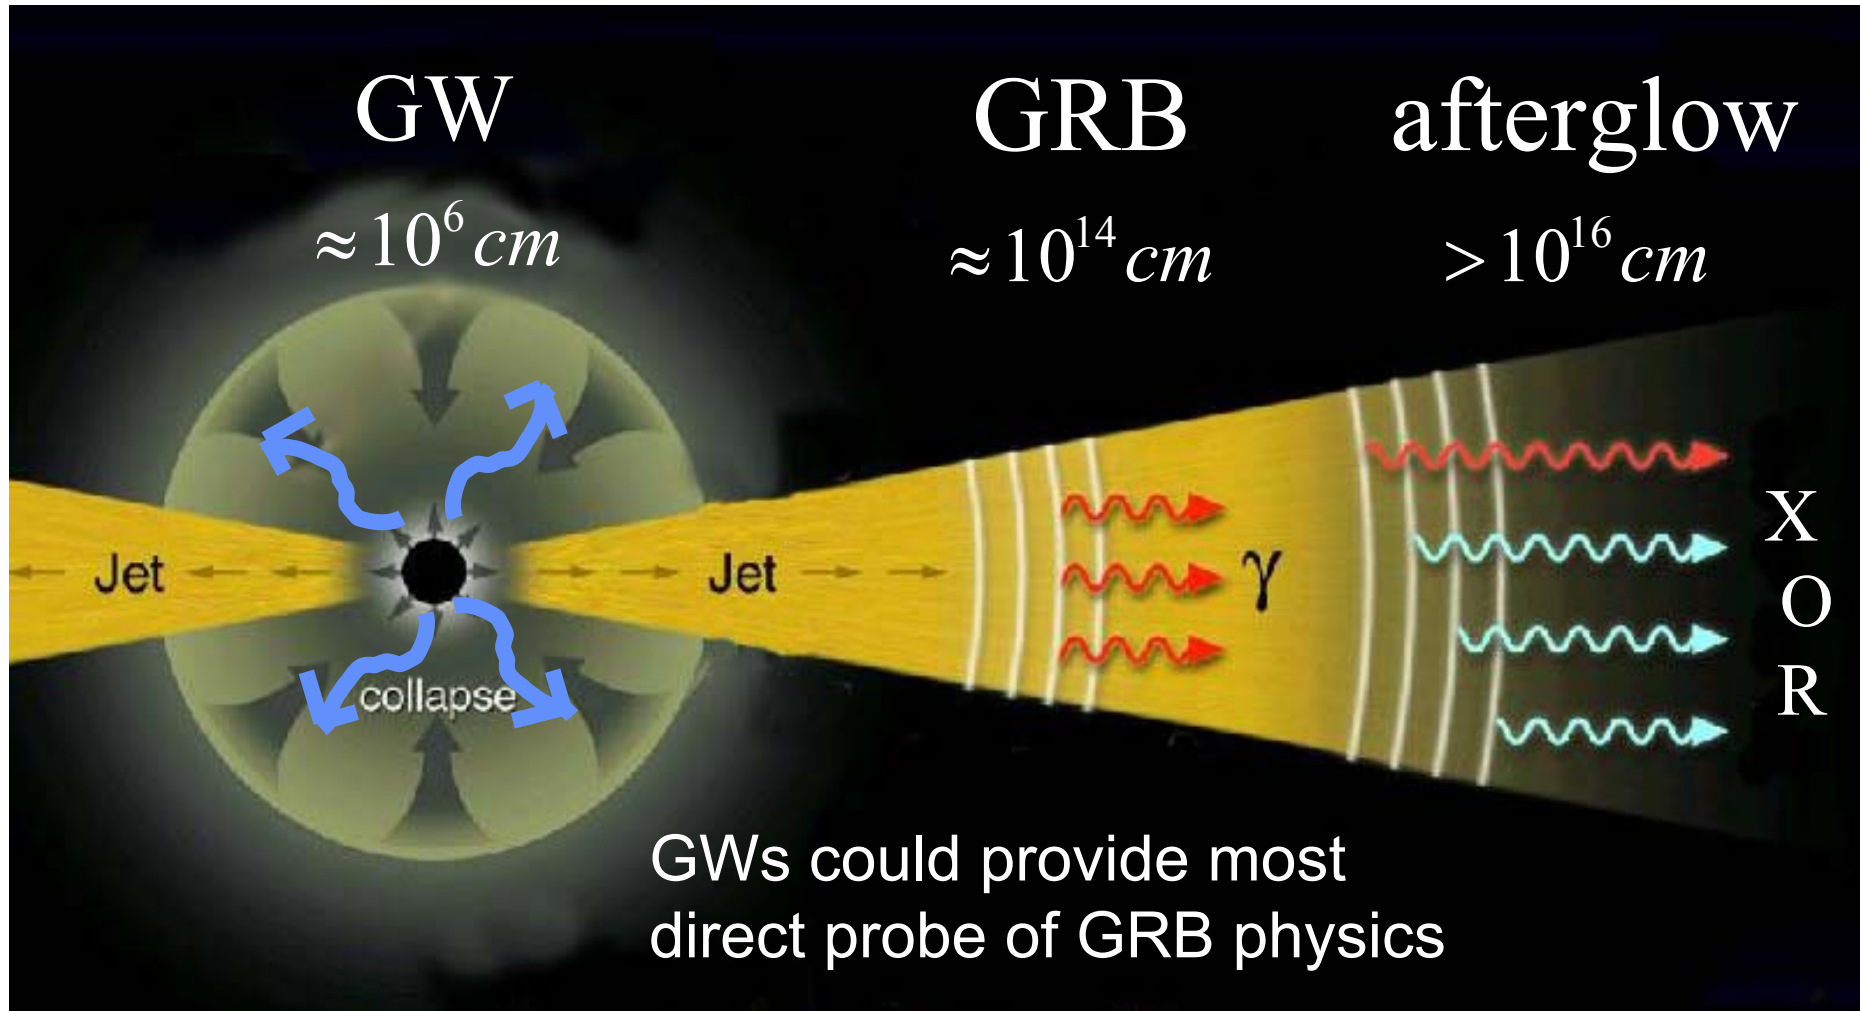 GW
GRB
afterglow
≈10⁶ cm
≈10¹⁴ cm
>10¹⁶ cm
Jet
Jet
γ
X
O
R
collapse
GWs could provide most
direct probe of GRB physics